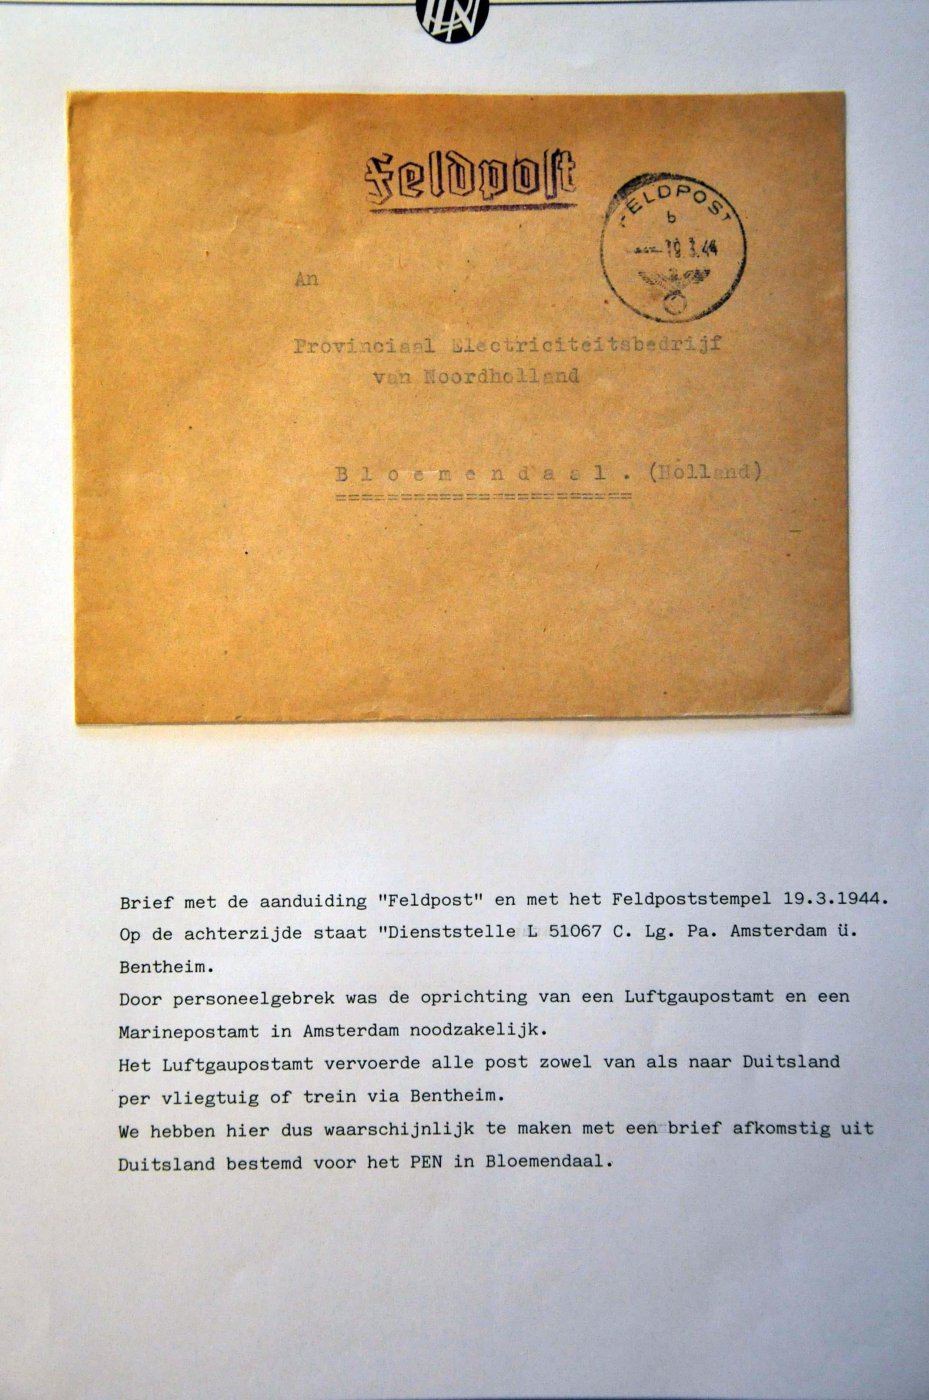 Feldpost
FELDPOST
b
19.3.44
An
Provinciaal Electriciteitsbedrijf
van Noordholland
Bloemendaal. (Holland)
=======================
Brief met de aanduiding "Feldpost" en met het Feldpoststempel 19.3.1944.
Op de achterzijde staat "Dienststelle L 51067 C. Lg. Pa. Amsterdam ü.
Bentheim.
Door personeelgebrek was de oprichting van een Luftgaupostamt en een
Marinepostamt in Amsterdam noodzakelijk.
Het Luftgaupostamt vervoerde alle post zowel van als naar Duitsland
per vliegtuig of trein via Bentheim.
We hebben hier dus waarschijnlijk te maken met een brief afkomstig uit
Duitsland bestemd voor het PEN in Bloemendaal.